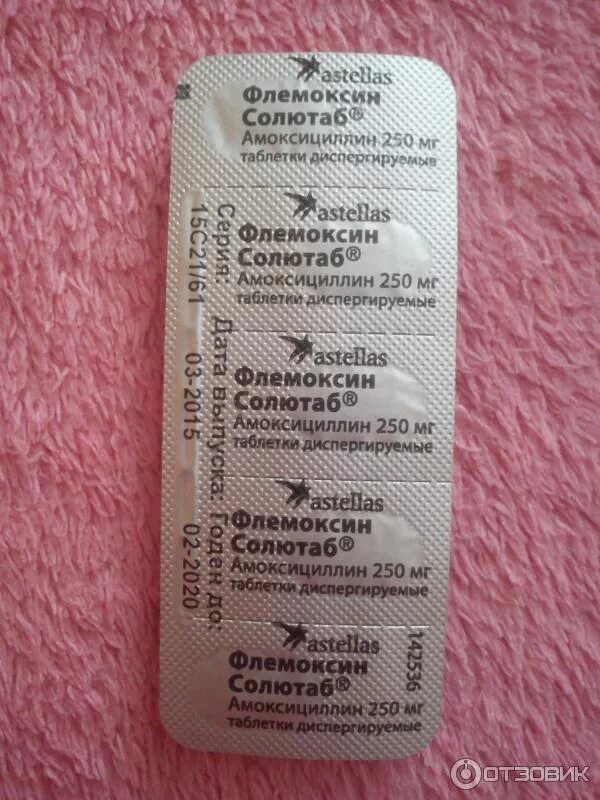 astellas
Флемоксин
Солютаб®
Амоксициллин 250 мг
таблетки диспергируемые
astellas
Флемоксин
Солютаб®
Амоксициллин 250 мг
таблетки диспергируемые
astellas
Флемоксин
Солютаб®
Амоксициллин 250 мг
таблетки диспергируемые
astellas
Флемоксин
Солютаб®
Амоксициллин 250 мг
таблетки диспергируемые
astellas
Флемоксин
Солютаб®
Амоксициллин 250 мг
таблетки диспергируемые
Серия: Дата выпуска: Годен до:
15C21/61 03-2015 02-2020
142536
ОТЗОВИК